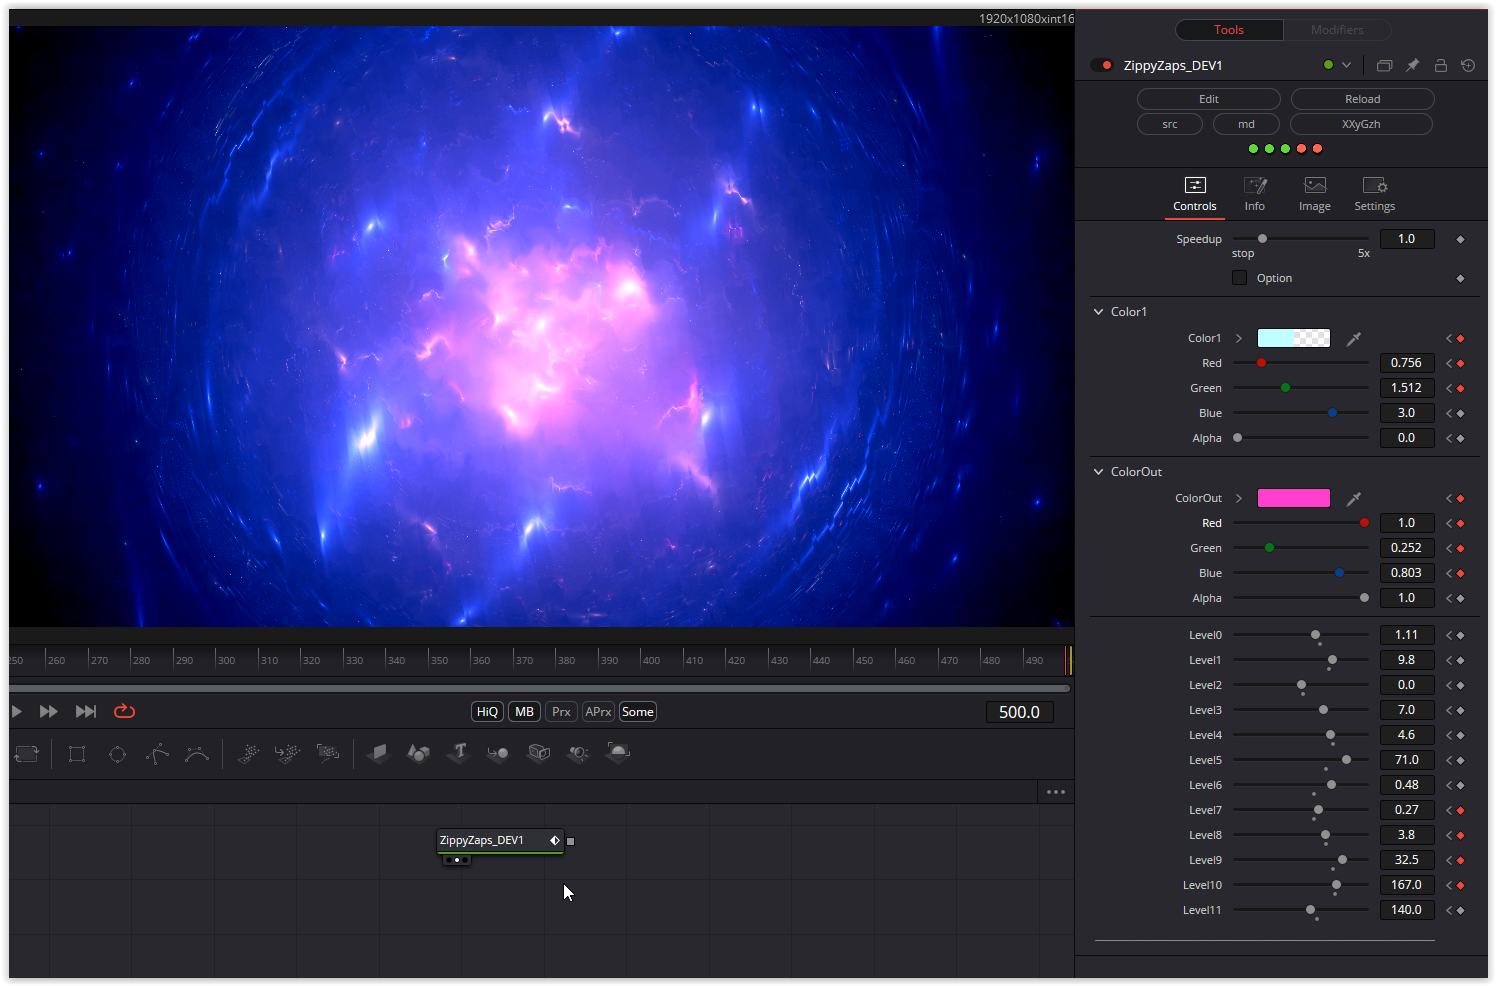 1920x1080xint16
Tools Modifiers
ZippyZaps_DEV1
Edit Reload
src md XXyGzh
Controls Info Image Settings
Speedup 1.0
stop 5x
Option
Color1
Color1
Red 0.756
Green 1.512
Blue 3.0
Alpha 0.0
ColorOut
ColorOut
Red 1.0
Green 0.252
Blue 0.803
Alpha 1.0
Level0 1.11
Level1 9.8
Level2 0.0
Level3 7.0
Level4 4.6
Level5 71.0
Level6 0.48
Level7 0.27
Level8 3.8
Level9 32.5
Level10 167.0
Level11 140.0
250 260 270 280 290 300 310 320 330 340 350 360 370 380 390 400 410 420 430 440 450 460 470 480 490
HiQ MB Prx APrx Some 500.0
ZippyZaps_DEV1